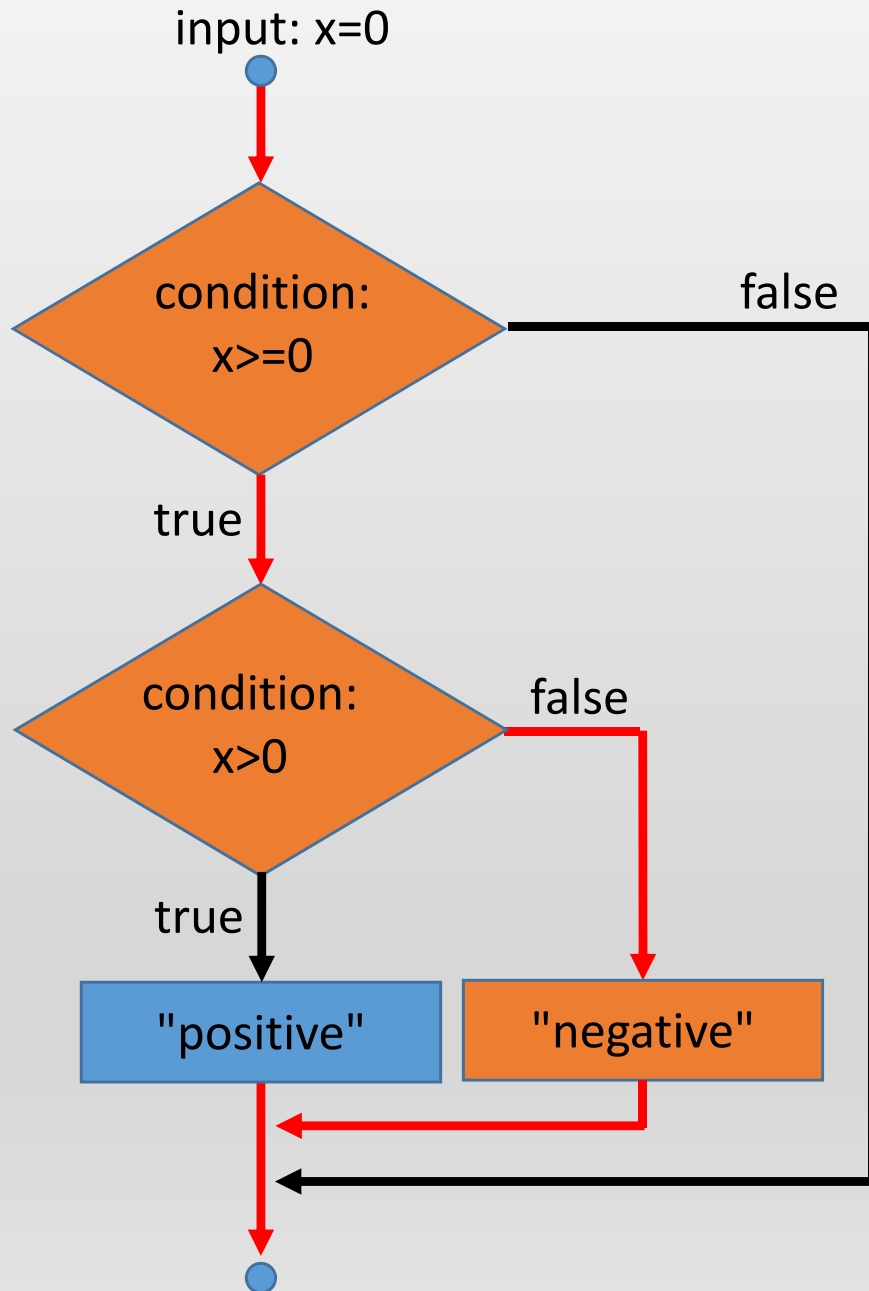 input: x=0
condition:
x>=0
false
true
condition:
x>0
false
true
"positive"
"negative"